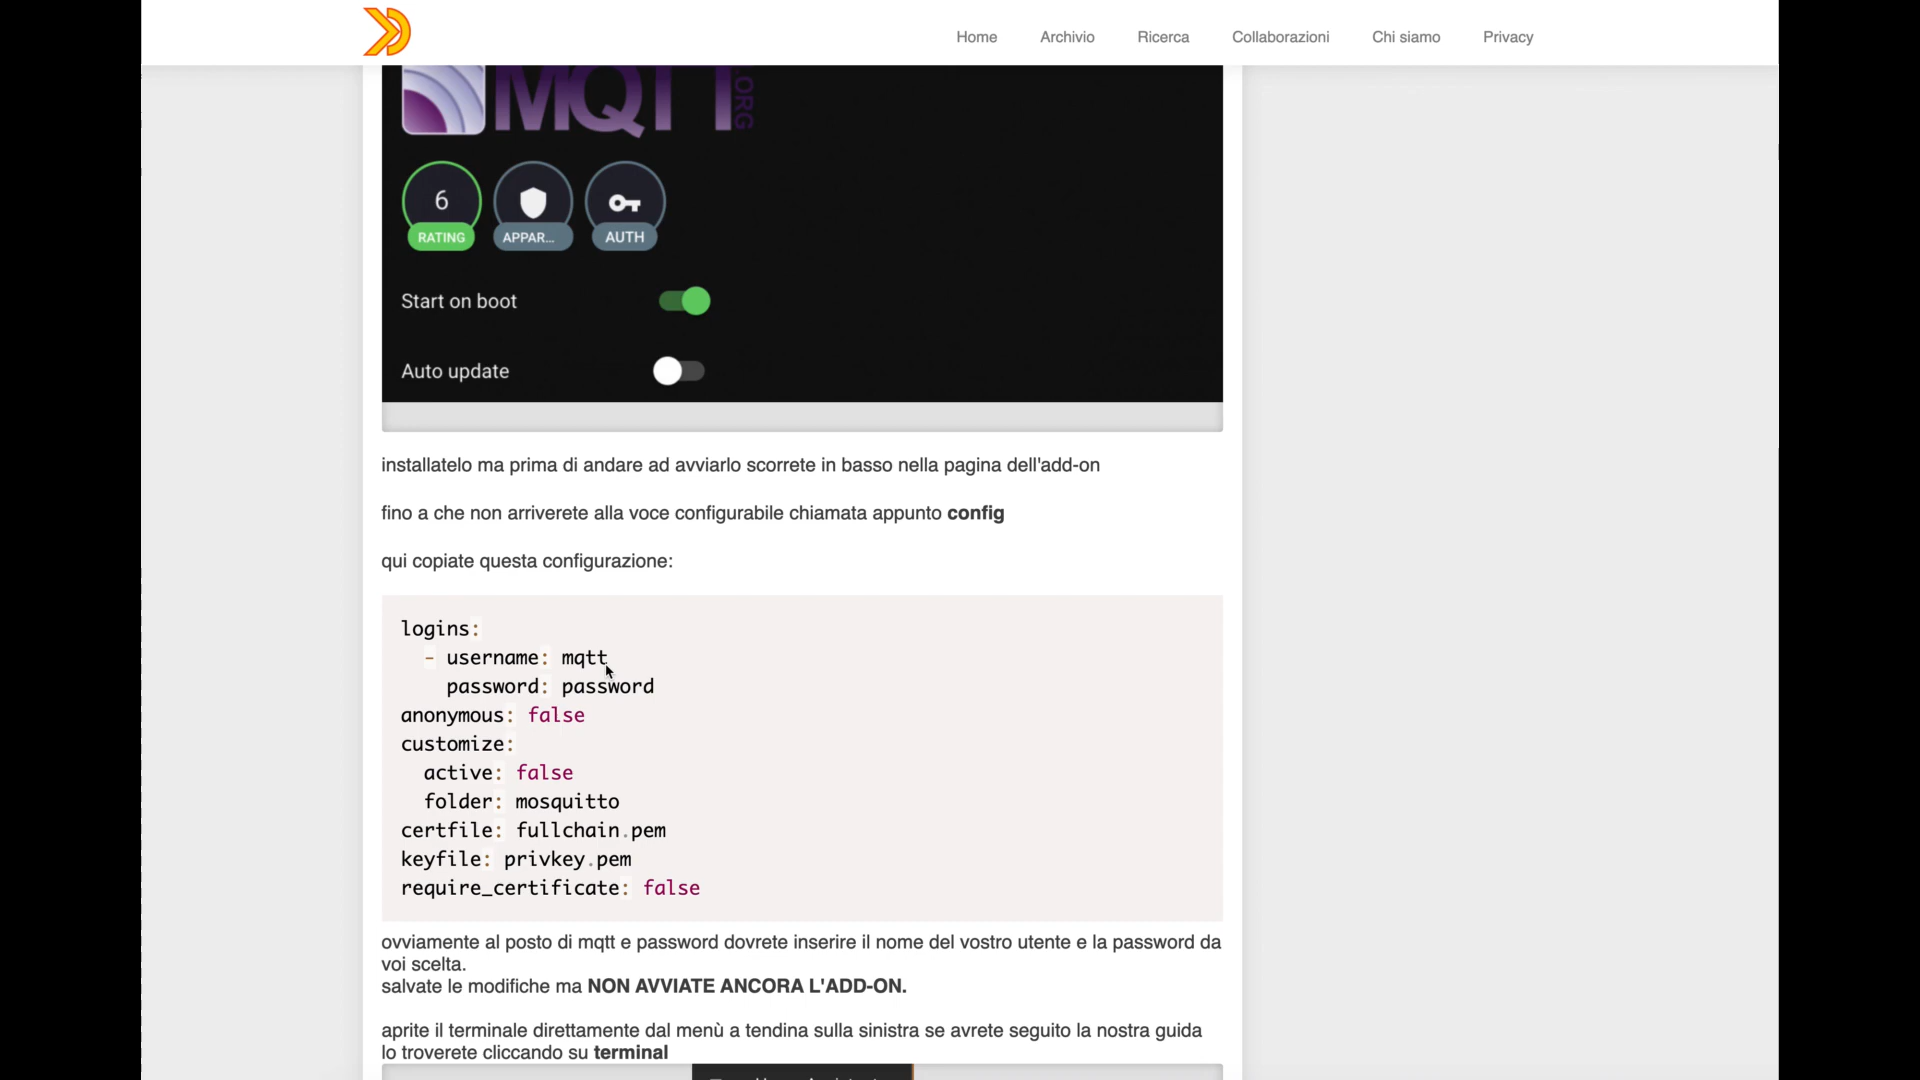 Home Archivio Ricerca Collaborazioni Chi siamo Privacy
MQTT.ORG
6
RATING APPAR... AUTH
Start on boot
Auto update
installatelo ma prima di andare ad avviarlo scorrete in basso nella pagina dell'add-on
fino a che non arriverete alla voce configurabile chiamata appunto config
qui copiate questa configurazione:
logins:
  - username: mqtt
    password: password
anonymous: false
customize:
  active: false
  folder: mosquitto
certfile: fullchain.pem
keyfile: privkey.pem
require_certificate: false
ovviamente al posto di mqtt e password dovrete inserire il nome del vostro utente e la password da
voi scelta.
salvate le modifiche ma NON AVVIATE ANCORA L'ADD-ON.
aprite il terminale direttamente dal menù a tendina sulla sinistra se avrete seguito la nostra guida
lo troverete cliccando su terminal